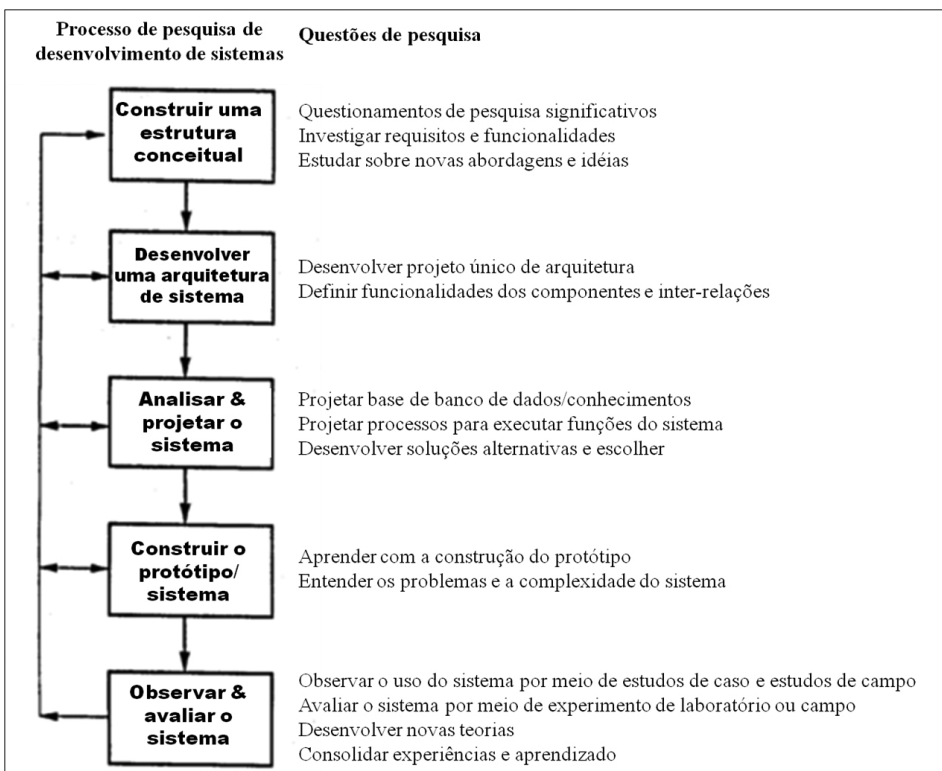 Processo de pesquisa de
desenvolvimento de sistemas
Questões de pesquisa
Construir uma
estrutura
conceitual
Questionamentos de pesquisa significativos
Investigar requisitos e funcionalidades
Estudar sobre novas abordagens e idéias
Desenvolver
uma arquitetura
de sistema
Desenvolver projeto único de arquitetura
Definir funcionalidades dos componentes e inter-relações
Analisar &
projetar o
sistema
Projetar base de banco de dados/conhecimentos
Projetar processos para executar funções do sistema
Desenvolver soluções alternativas e escolher
Construir o
protótipo/
sistema
Aprender com a construção do protótipo
Entender os problemas e a complexidade do sistema
Observar &
avaliar o
sistema
Observar o uso do sistema por meio de estudos de caso e estudos de campo
Avaliar o sistema por meio de experimento de laboratório ou campo
Desenvolver novas teorias
Consolidar experiências e aprendizado